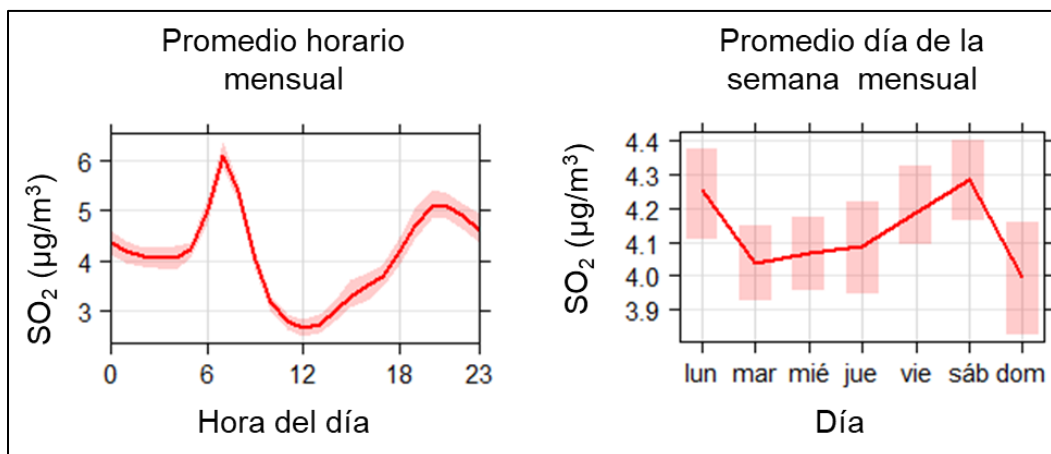 Promedio horario
mensual
SO₂ (µg/m³)
6
5
4
3
0 6 12 18 23
Hora del día
Promedio día de la
semana mensual
SO₂ (µg/m³)
4.4
4.3
4.2
4.1
4.0
3.9
lun mar mié jue vie sáb dom
Día